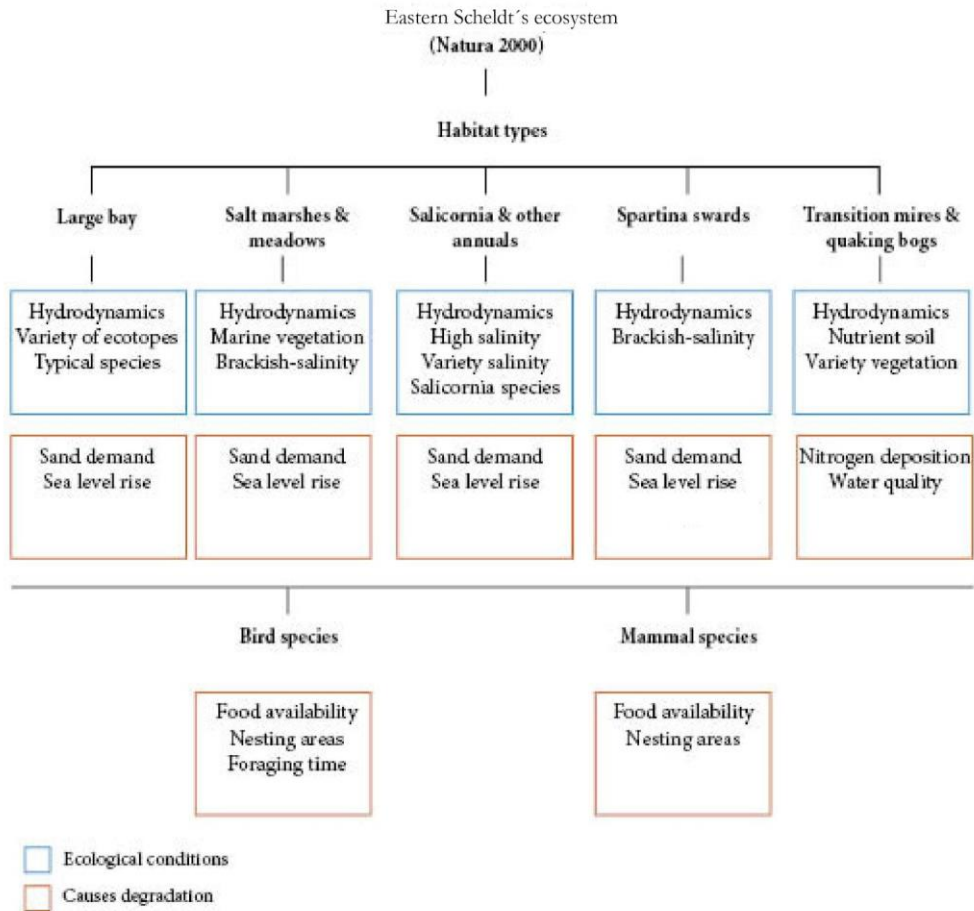 Eastern Scheldt´s ecosystem
(Natura 2000)
Habitat types
Large bay
Salt marshes &
meadows
Salicornia & other
annuals
Spartina swards
Transition mires &
quaking bogs
Hydrodynamics
Variety of ecotopes
Typical species
Hydrodynamics
Marine vegetation
Brackish-salinity
Hydrodynamics
High salinity
Variety salinity
Salicornia species
Hydrodynamics
Brackish-salinity
Hydrodynamics
Nutrient soil
Variety vegetation
Sand demand
Sea level rise
Sand demand
Sea level rise
Sand demand
Sea level rise
Sand demand
Sea level rise
Nitrogen deposition
Water quality
Bird species
Mammal species
Food availability
Nesting areas
Foraging time
Food availability
Nesting areas
Ecological conditions
Causes degradation